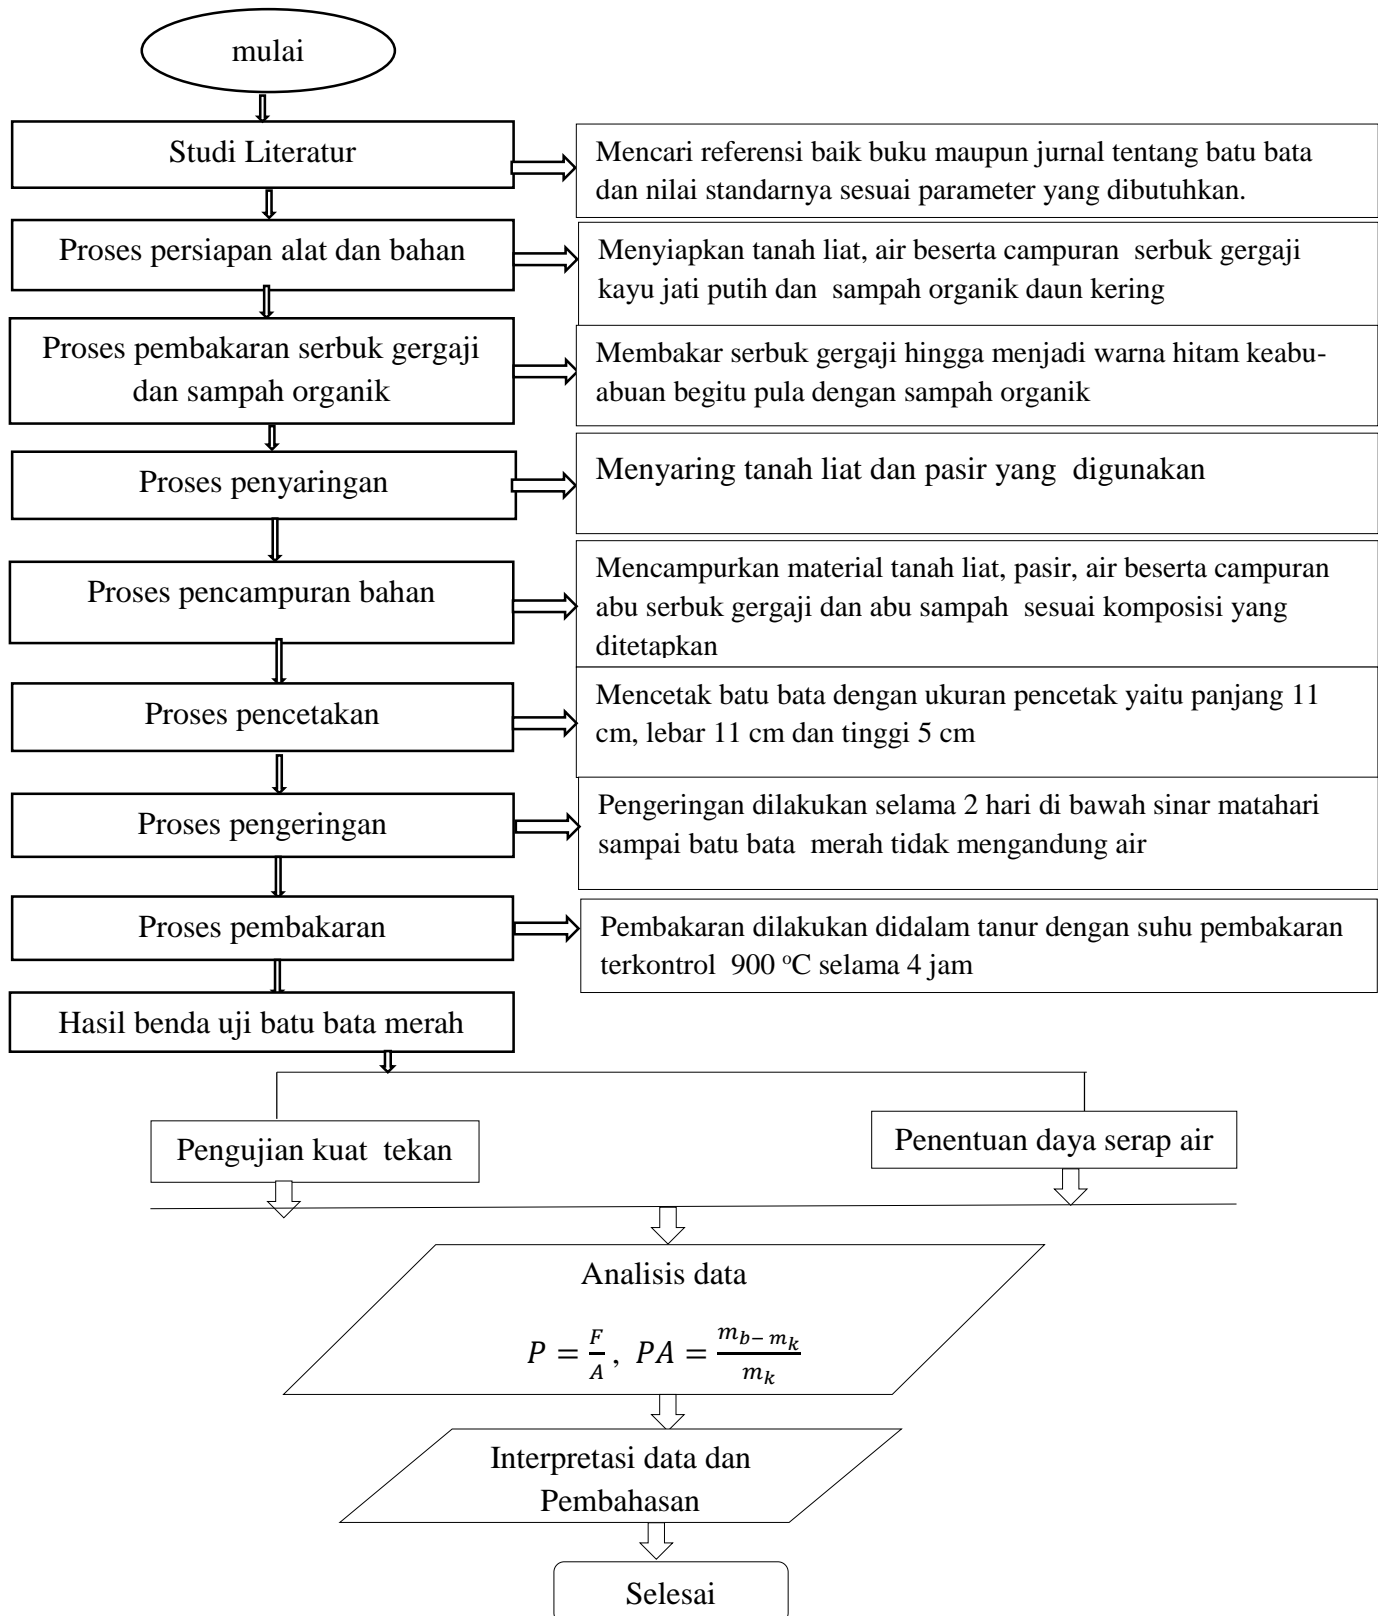 mulai
Studi Literatur
Mencari referensi baik buku maupun jurnal tentang batu bata
dan nilai standarnya sesuai parameter yang dibutuhkan.
Proses persiapan alat dan bahan
Menyiapkan tanah liat, air beserta campuran serbuk gergaji
kayu jati putih dan sampah organik daun kering
Proses pembakaran serbuk gergaji
dan sampah organik
Membakar serbuk gergaji hingga menjadi warna hitam keabu-
abuan begitu pula dengan sampah organik
Proses penyaringan
Menyaring tanah liat dan pasir yang digunakan
Proses pencampuran bahan
Mencampurkan material tanah liat, pasir, air beserta campuran
abu serbuk gergaji dan abu sampah sesuai komposisi yang
ditetapkan
Proses pencetakan
Mencetak batu bata dengan ukuran pencetak yaitu panjang 11
cm, lebar 11 cm dan tinggi 5 cm
Proses pengeringan
Pengeringan dilakukan selama 2 hari di bawah sinar matahari
sampai batu bata merah tidak mengandung air
Proses pembakaran
Pembakaran dilakukan didalam tanur dengan suhu pembakaran
terkontrol 900 °C selama 4 jam
Hasil benda uji batu bata merah
Pengujian kuat tekan
Penentuan daya serap air
Analisis data
P = F/A, PA = m_b- m_k/m_k
Interpretasi data dan
Pembahasan
Selesai